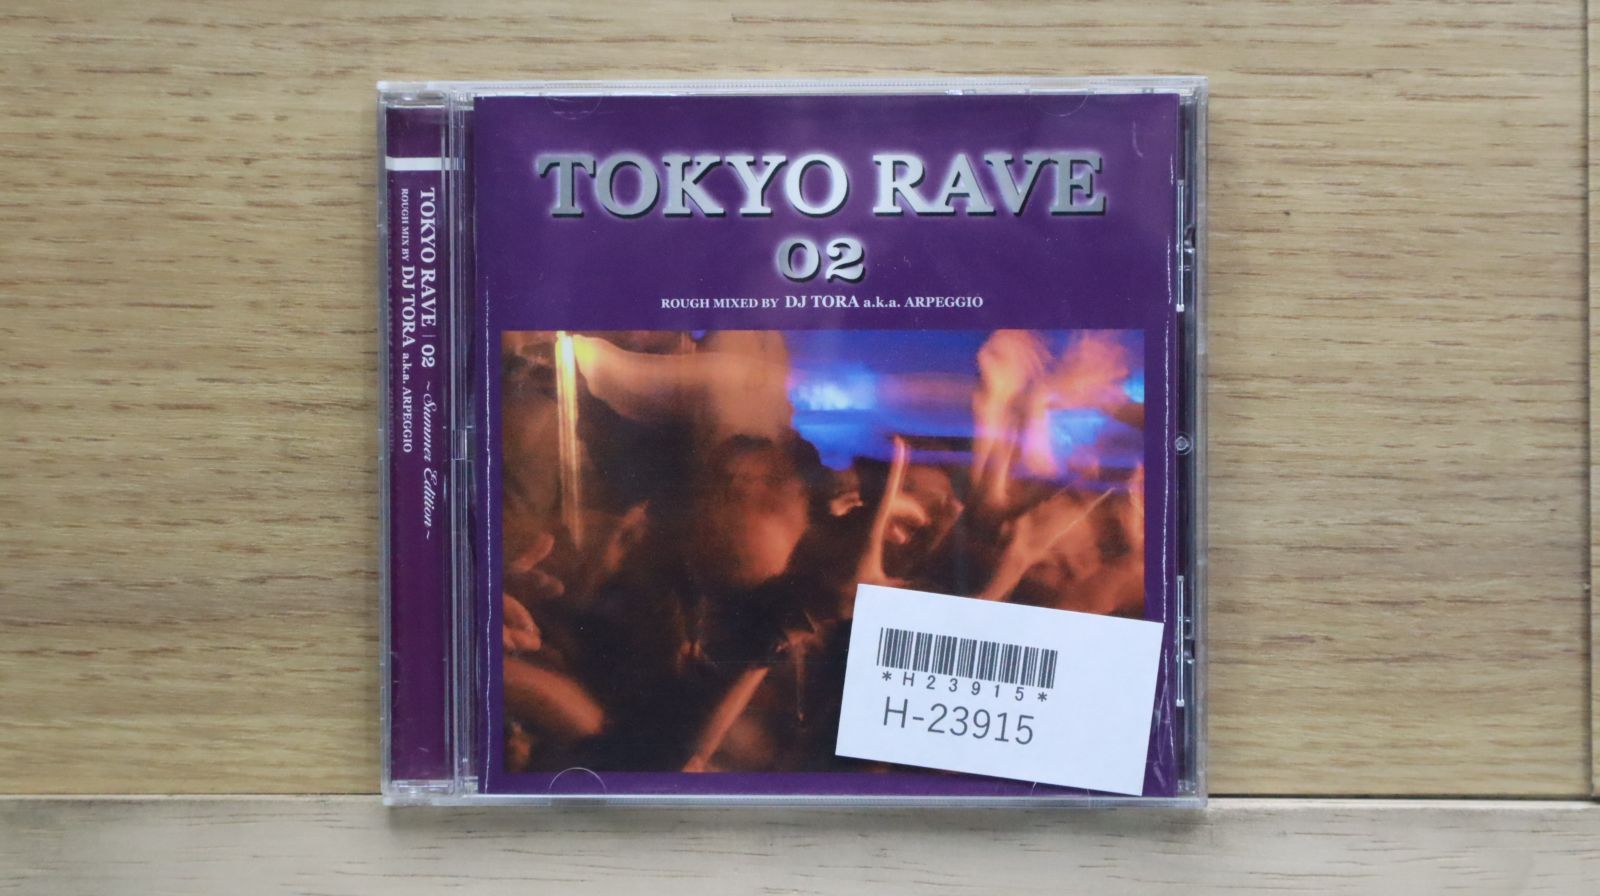 TOKYO RAVE
02
ROUGH MIXED BY DJ TORA a.k.a. ARPEGGIO
TOKYO RAVE | 02 ~Summer Edition~
ROUGH MIX BY DJ TORA a.k.a. ARPEGGIO
*H23915*
H-23915